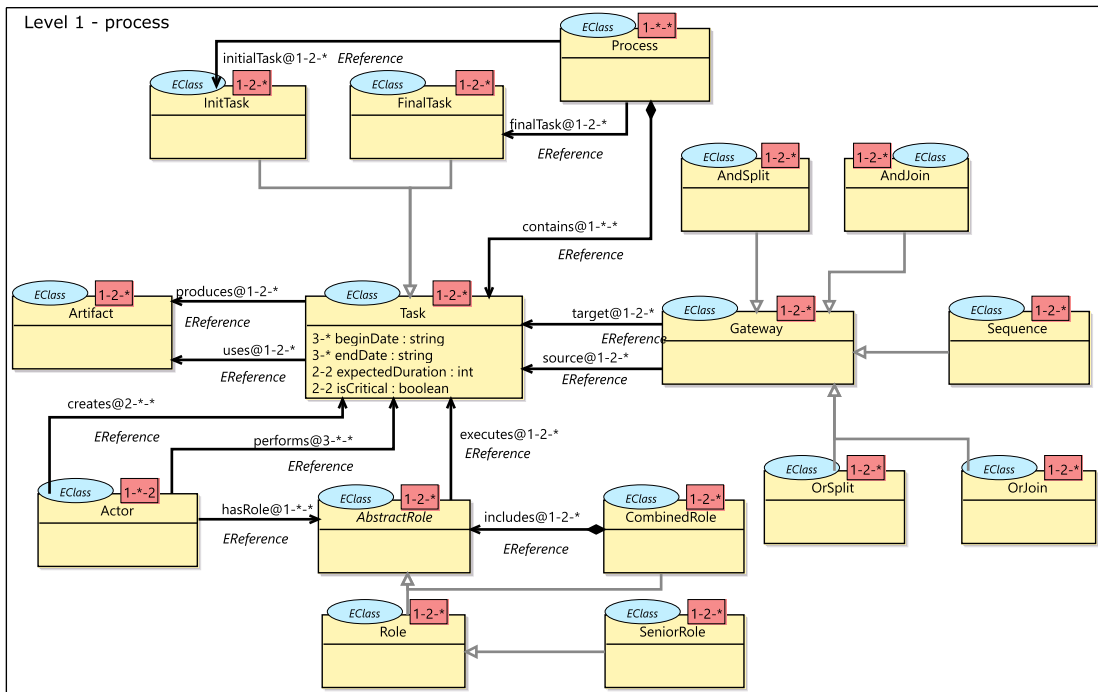 Level 1 - process
EClass 1-*-*
Process
initialTask@1-2-* EReference
EClass 1-2-*
InitTask
EClass 1-2-*
FinalTask
finalTask@1-2-*
EReference
EClass 1-2-*
AndSplit
1-2-* EClass
AndJoin
contains@1-*-*
EReference
EClass 1-2-*
Artifact
produces@1-2-*
EReference
uses@1-2-*
EReference
EClass 1-2-*
Task
3-* beginDate : string
3-* endDate : string
2-2 expectedDuration : int
2-2 isCritical : boolean
target@1-2-*
EReference
source@1-2-*
EReference
EClass 1-2-*
Gateway
EClass 1-2-*
Sequence
creates@2-*-*
EReference
performs@3-*-*
EReference
executes@1-2-*
EReference
EClass 1-2-*
OrSplit
EClass 1-2-*
OrJoin
EClass 1-*-2
Actor
hasRole@1-*-*
EReference
EClass 1-2-*
AbstractRole
includes@1-2-*
EReference
EClass 1-2-*
CombinedRole
EClass 1-2-*
Role
EClass 1-2-*
SeniorRole